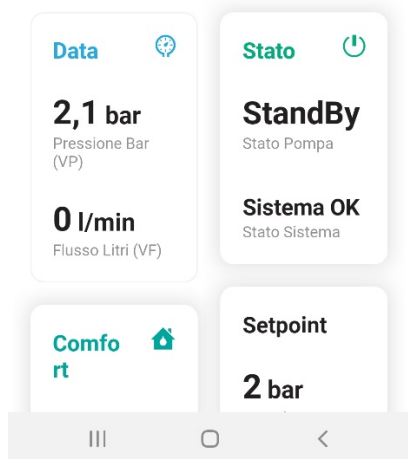 Data
2,1 bar
Pressione Bar
(VP)
0 l/min
Flusso Litri (VF)
Stato
StandBy
Stato Pompa
Sistema OK
Stato Sistema
Comfo
rt
Setpoint
2 bar